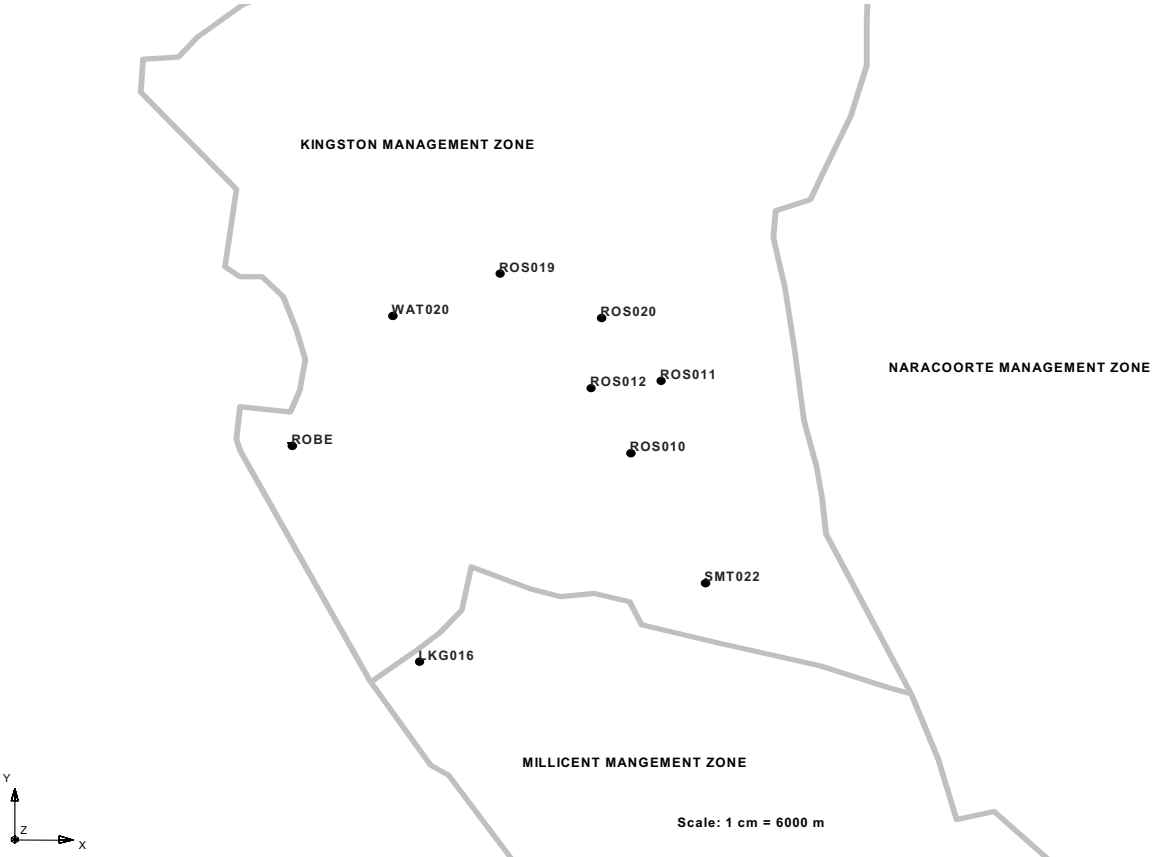 KINGSTON MANAGEMENT ZONE
ROS019
WAT020
ROS020
NARACOORTE MANAGEMENT ZONE
ROS011
ROS012
ROBE
ROS010
SMT022
LKG016
MILLICENT MANGEMENT ZONE
Y
Z
X
Scale: 1 cm = 6000 m